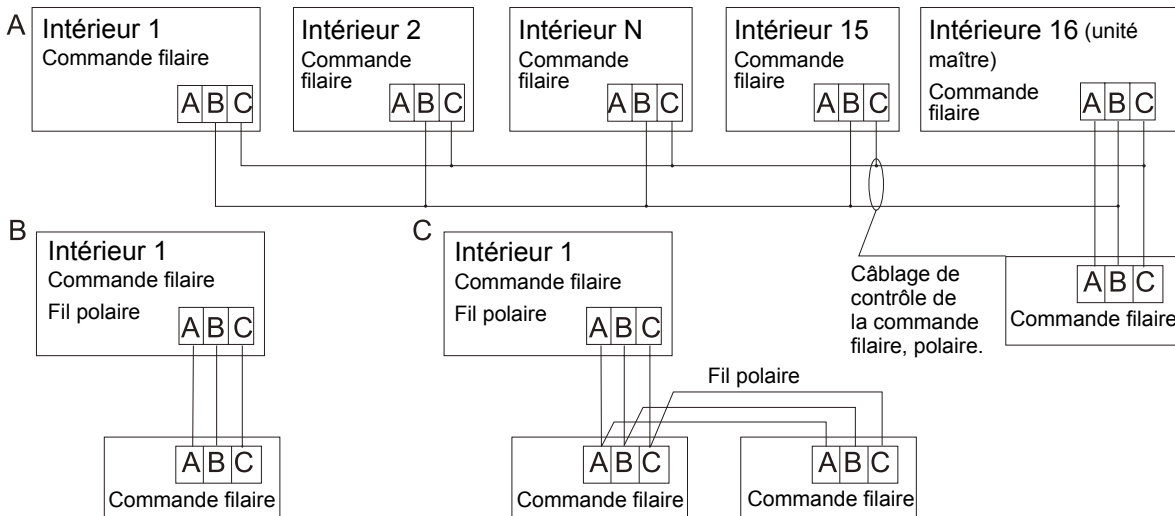 A
Intérieur 1
Commande filaire
A B C
Intérieur 2
Commande
filaire
A B C
Intérieur N
Commande
filaire
A B C
Intérieur 15
Commande
filaire
A B C
Intérieure 16 (unité
maître)
Commande
filaire
A B C
Câblage de
contrôle de
la commande
filaire, polaire.
A B C
Commande filaire
B
Intérieur 1
Commande filaire
Fil polaire
A B C
A B C
Commande filaire
C
Intérieur 1
Commande filaire
Fil polaire
A B C
Fil polaire
A B C
Commande filaire
A B C
Commande filaire